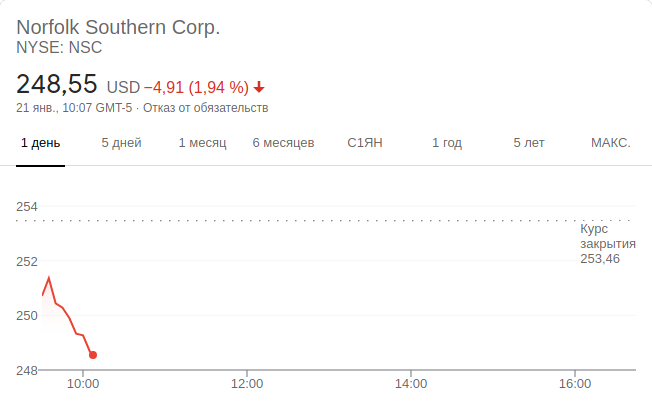 Norfolk Southern Corp.
NYSE: NSC
248,55 USD −4,91 (1,94 %)
21 янв., 10:07 GMT-5 · Отказ от обязательств
1 день 5 дней 1 месяц 6 месяцев С1ЯН 1 год 5 лет МАКС.
254
Курс
закрытия
253,46
252
250
248
10:00 12:00 14:00 16:00